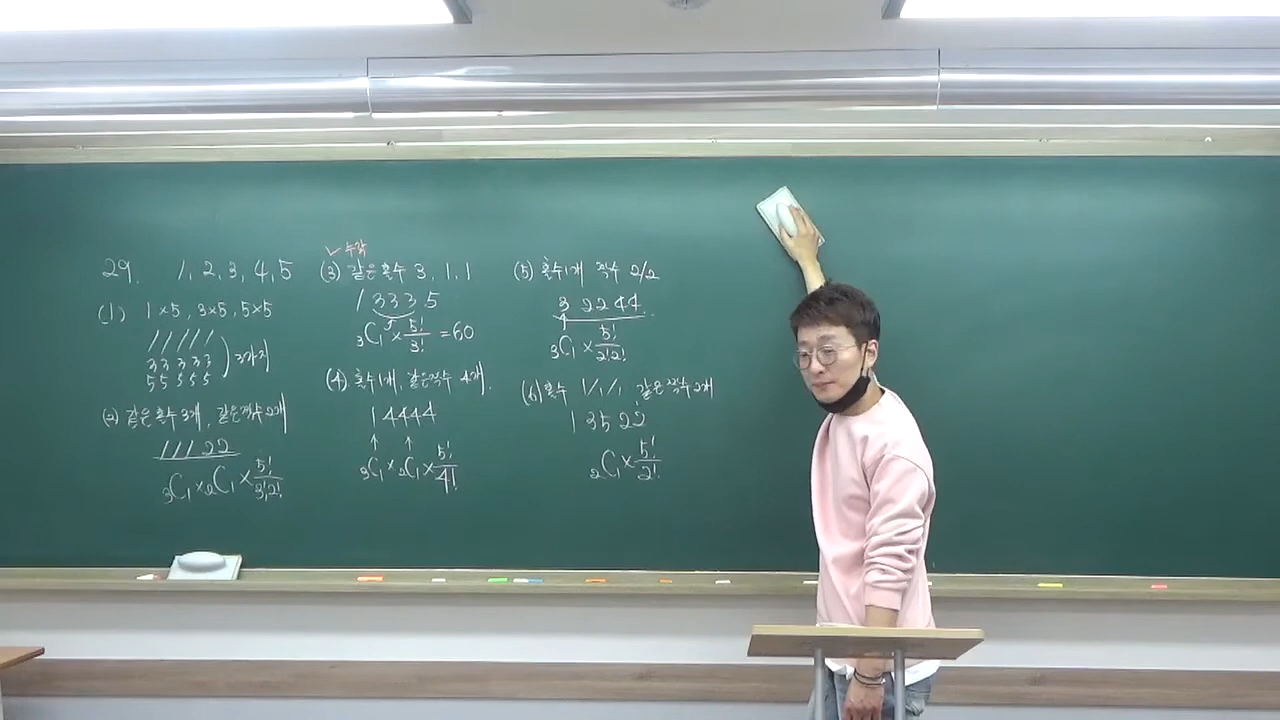 29. 1, 2, 3, 4, 5
(1) 1×5, 3×5, 5×5
1 1 1 1 1
3 3 3 3 3
5 5 5 5 5
) 3가지
(2) 같은 홀수 3개, 같은 짝수 2개
1 1 1 2 2
₃C₁ × ₂C₁ × 5!/3!2!
✓ 누락
(3) 같은 홀수 3, 1, 1
1 3 3 3 5
₃C₁ × 5!/3! = 60
(4) 홀수 1개, 같은 짝수 4개.
1 4 4 4 4
↑ ↑
₃C₁ × ₂C₁ × 5!/4!
(5) 홀수 1개 짝수 2/2
3 2 2 4 4
₃C₁ × 5!/2!2!
(6) 홀수 1/1/1 같은 짝수 2개
1 3 5 2 2
₂C₁ × 5!/2!